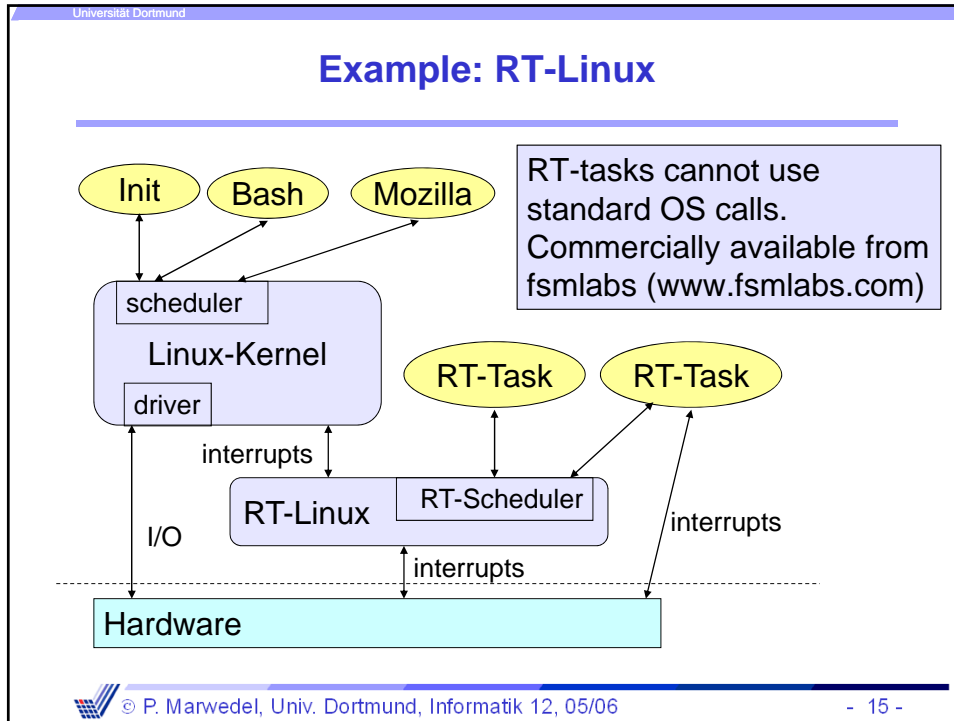 Universität Dortmund
Example: RT-Linux
Init
Bash
Mozilla
RT-tasks cannot use
standard OS calls.
Commercially available from
fsmlabs (www.fsmlabs.com)
scheduler
Linux-Kernel
driver
RT-Task
RT-Task
interrupts
RT-Linux
RT-Scheduler
I/O
interrupts
interrupts
Hardware
© P. Marwedel, Univ. Dortmund, Informatik 12, 05/06
- 15 -